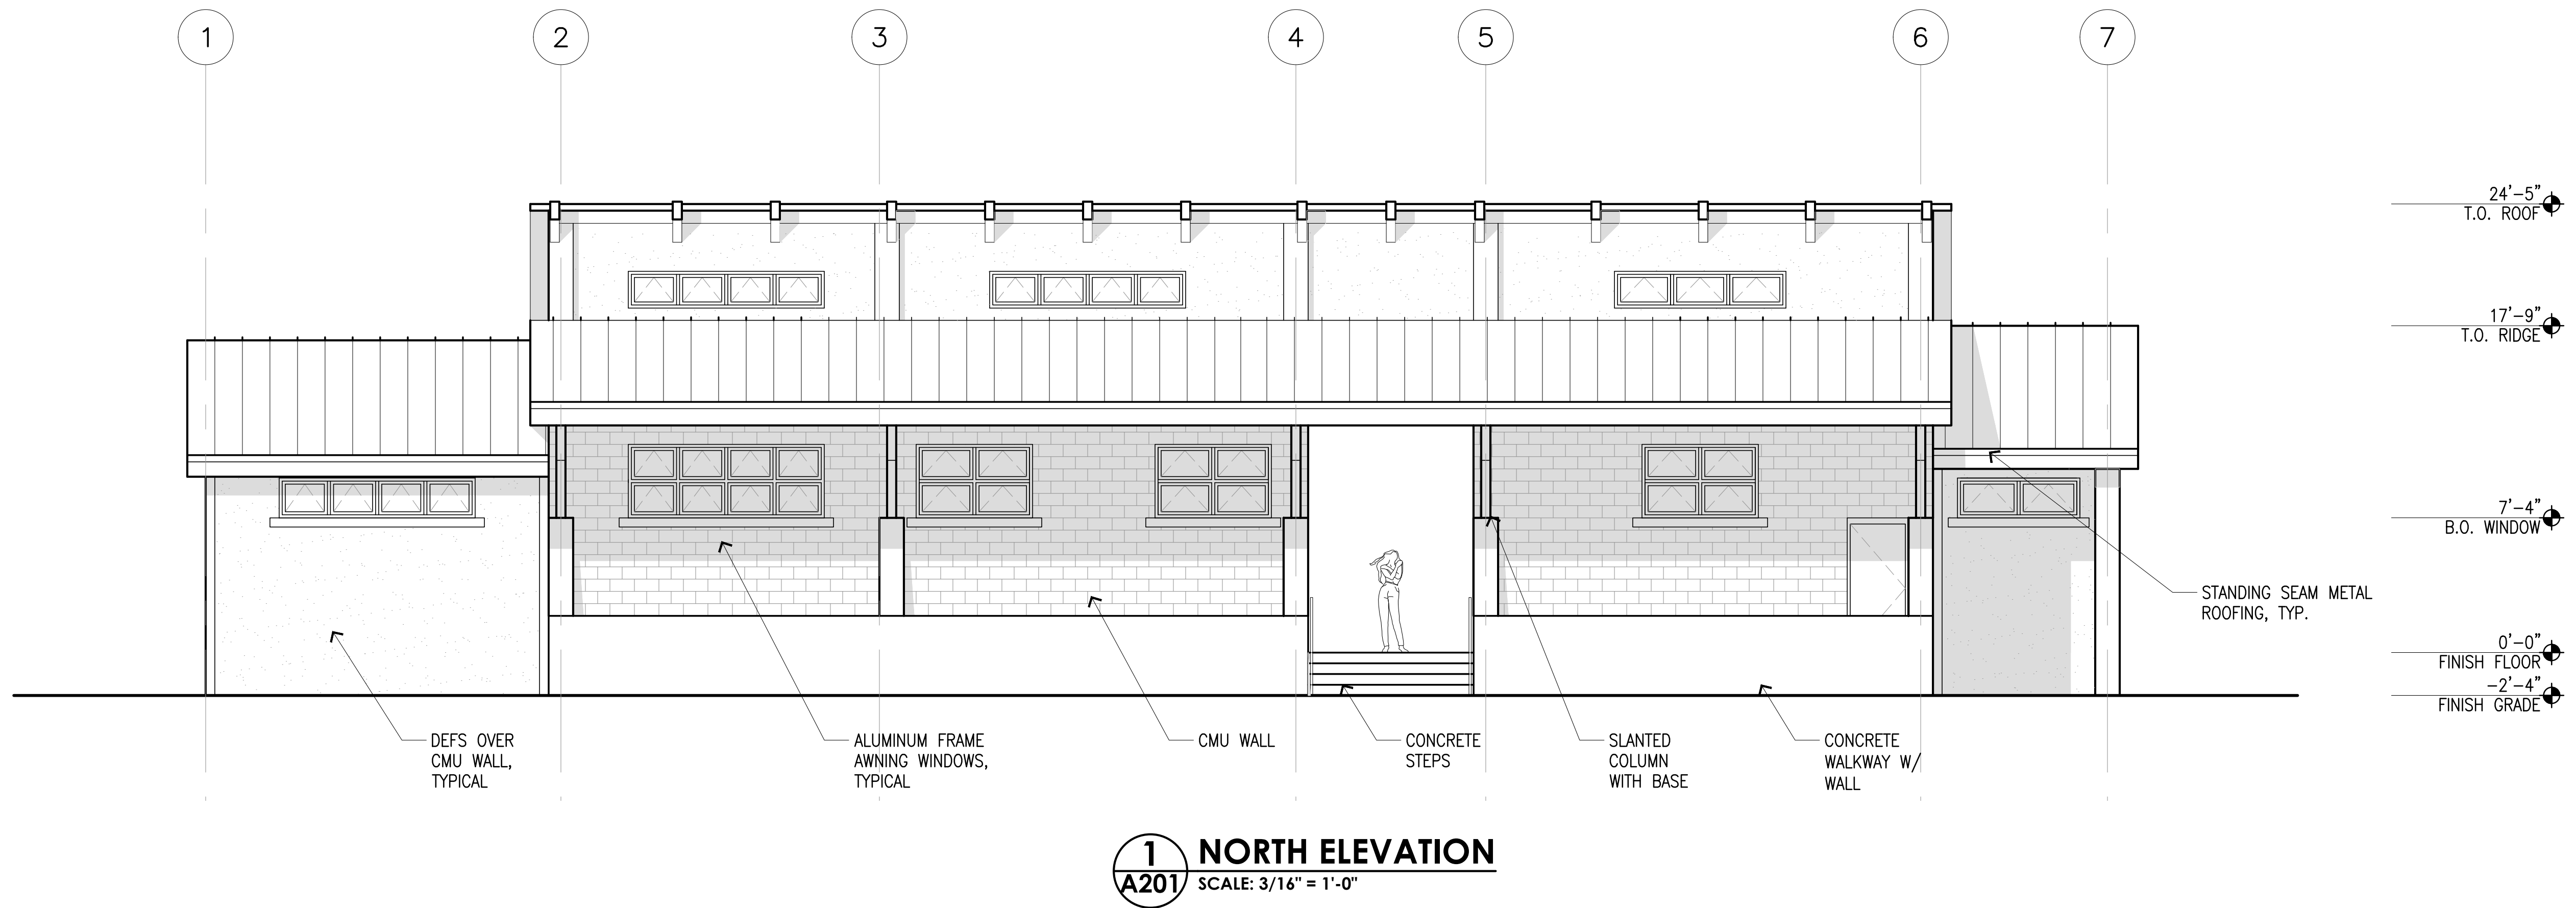 1 2 3 4 5 6 7
24'-5"
T.O. ROOF
17'-9"
T.O. RIDGE
7'-4"
B.O. WINDOW
STANDING SEAM METAL
ROOFING, TYP.
0'-0"
FINISH FLOOR
-2'-4"
FINISH GRADE
DEFS OVER
CMU WALL,
TYPICAL
ALUMINUM FRAME
AWNING WINDOWS,
TYPICAL
CMU WALL
CONCRETE
STEPS
SLANTED
COLUMN
WITH BASE
CONCRETE
WALKWAY W/
WALL
1
A201
NORTH ELEVATION
SCALE: 3/16" = 1'-0"